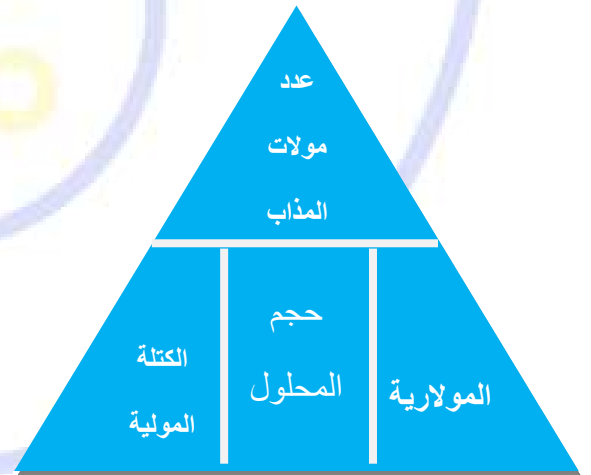 عدد
مولات
المذاب
المولارية
حجم
المحلول
الكتلة
المولية